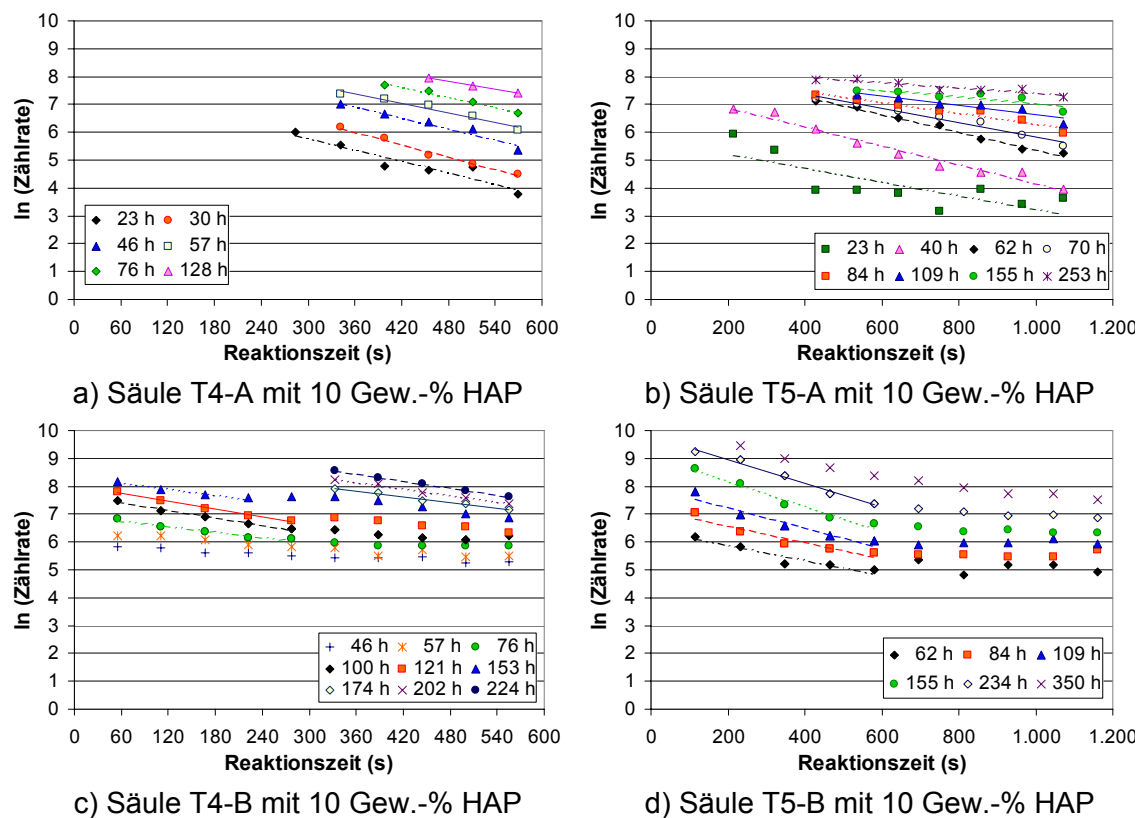 10
9
8
7
6
5
4
3
2
1
0
ln (Zählrate)
23 h 30 h
46 h 57 h
76 h 128 h
0 60 120 180 240 300 360 420 480 540 600
Reaktionszeit (s)
a) Säule T4-A mit 10 Gew.-% HAP
10
9
8
7
6
5
4
3
2
1
0
ln (Zählrate)
23 h 40 h 62 h 70 h
84 h 109 h 155 h 253 h
0 200 400 600 800 1.000 1.200
Reaktionszeit (s)
b) Säule T5-A mit 10 Gew.-% HAP
10
9
8
7
6
5
4
3
2
1
0
ln (Zählrate)
46 h 57 h 76 h
100 h 121 h 153 h
174 h 202 h 224 h
0 60 120 180 240 300 360 420 480 540 600
Reaktionszeit (s)
c) Säule T4-B mit 10 Gew.-% HAP
10
9
8
7
6
5
4
3
2
1
0
ln (Zählrate)
62 h 84 h 109 h
155 h 234 h 350 h
0 200 400 600 800 1.000 1.200
Reaktionszeit (s)
d) Säule T5-B mit 10 Gew.-% HAP